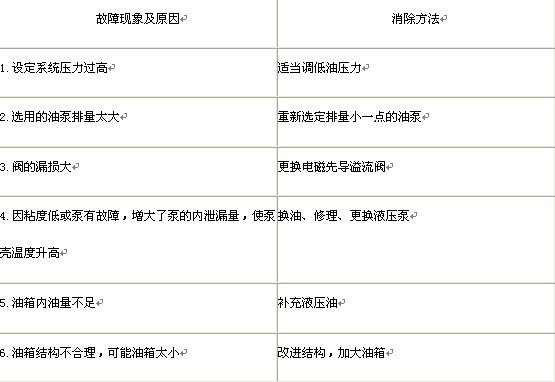 故障现象及原因 消除方法
1.设定系统压力过高 适当调低油压力
2.选用的油泵排量太大 重新选定排量小一点的油泵
3.阀的漏损大 更换电磁先导溢流阀
4.因粘度低或泵有故障，增大了泵的内泄漏量，使泵 换油、修理、更换液压泵
壳温度升高
5.油箱内油量不足 补充液压油
6.油箱结构不合理，可能油箱太小 改进结构，加大油箱